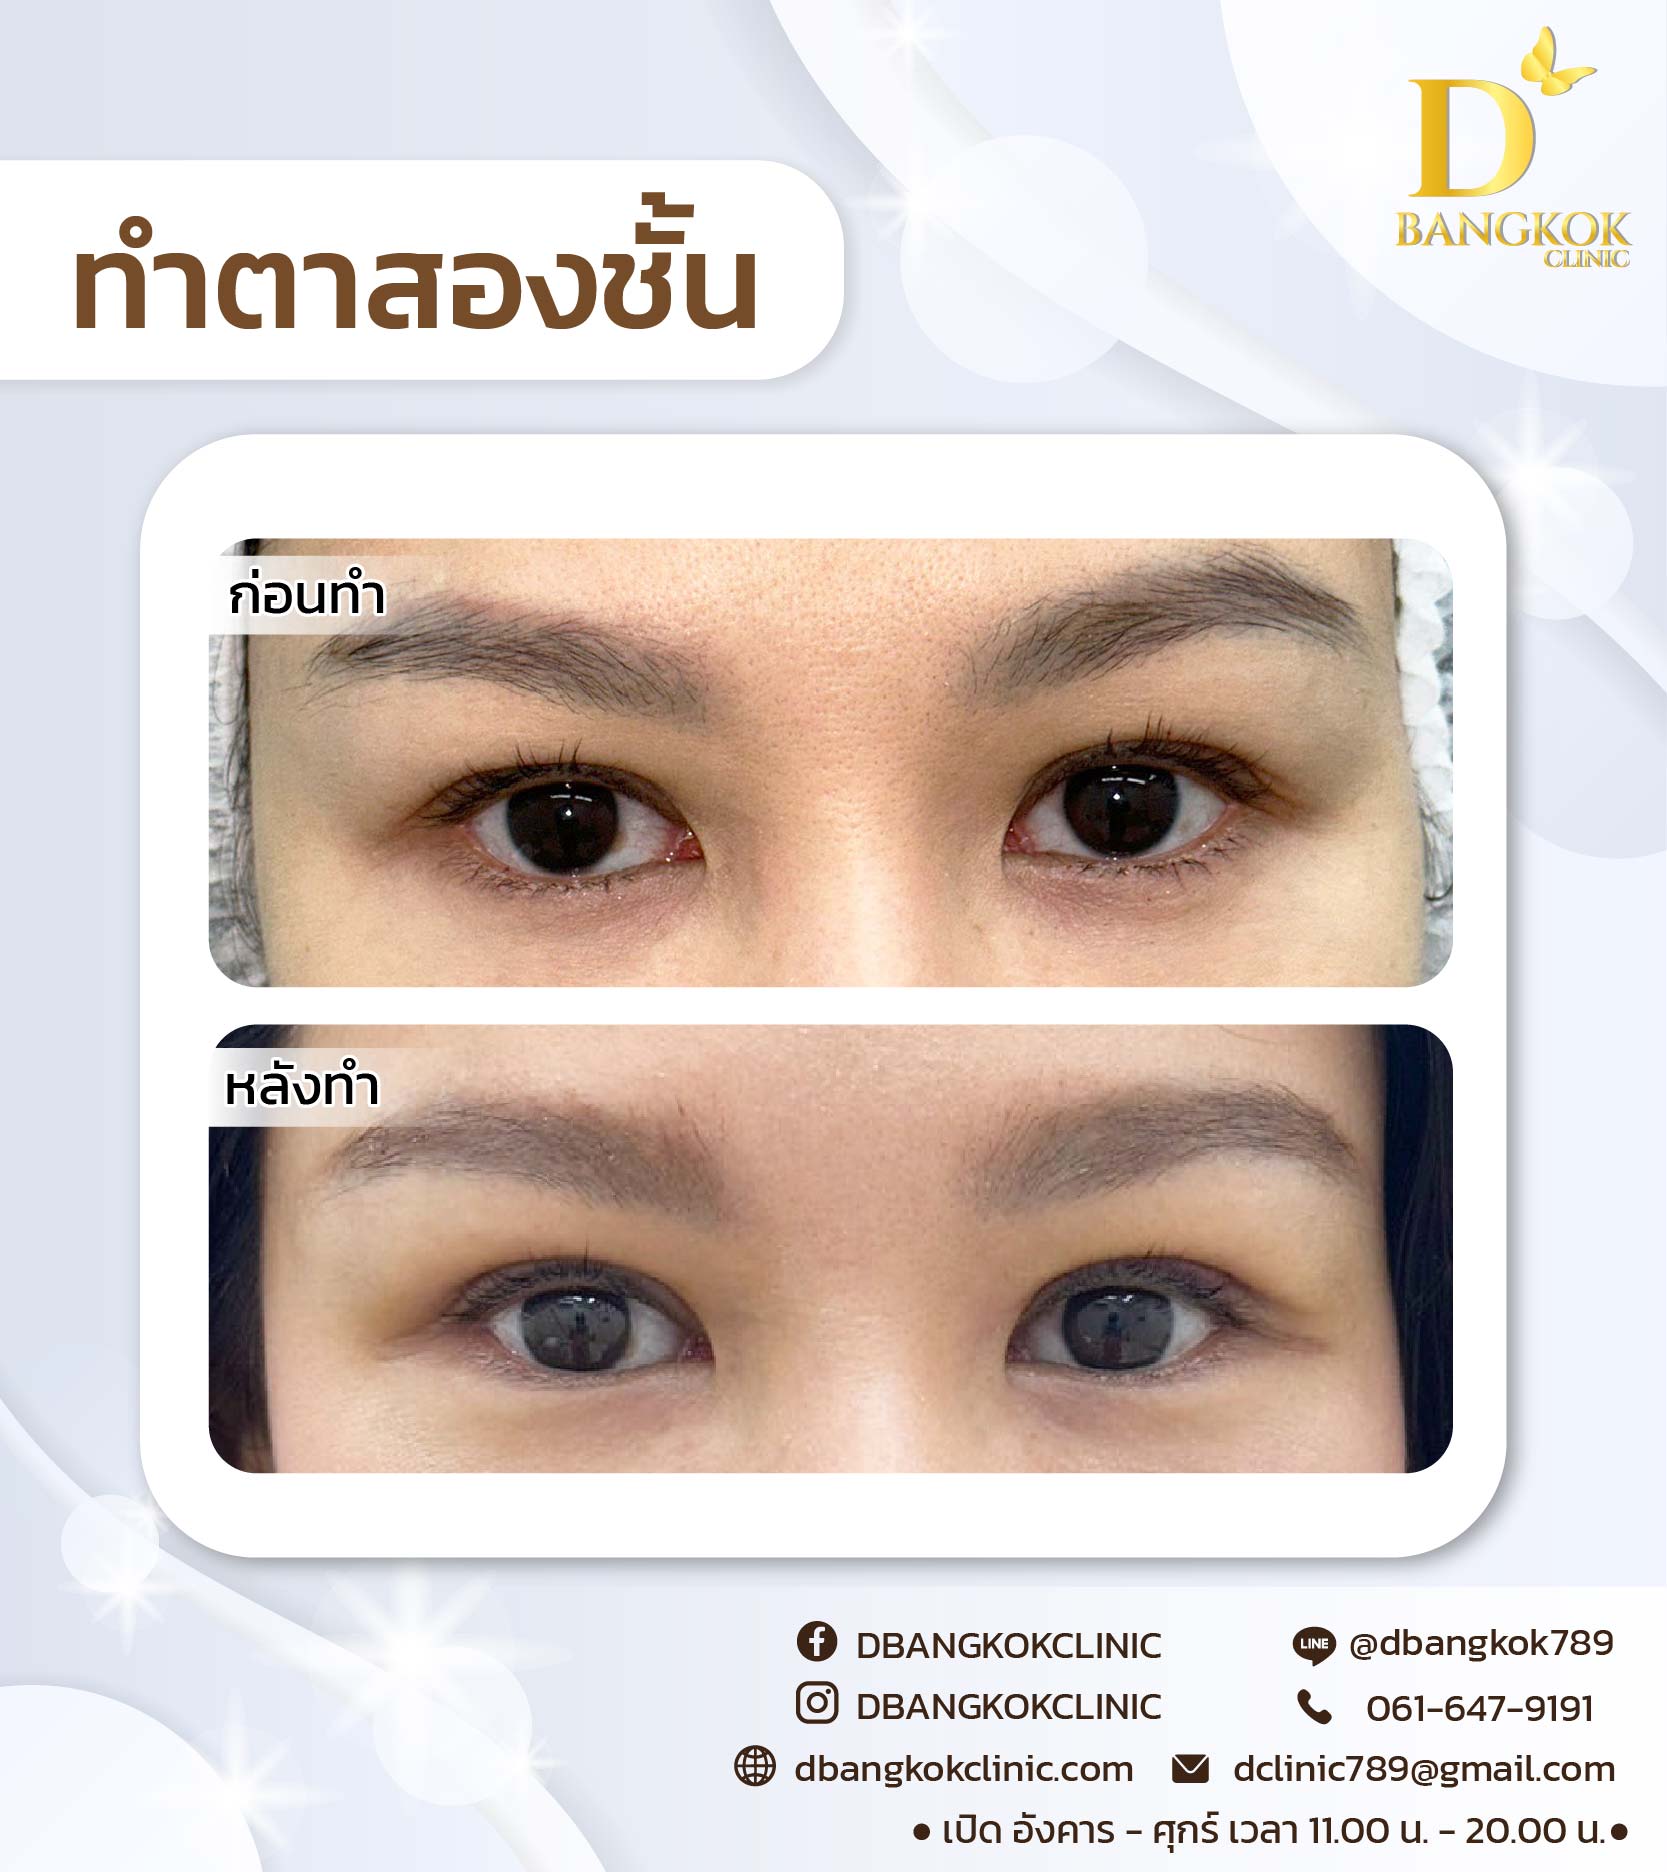 D
BANGKOK
CLINIC
ทำตาสองชั้น
ก่อนทำ
หลังทำ
DBANGKOKCLINIC
LINE @dbangkok789
DBANGKOKCLINIC
061-647-9191
dbangkokclinic.com
dclinic789@gmail.com
• เปิด อังคาร - ศุกร์ เวลา 11.00 น. - 20.00 น.•